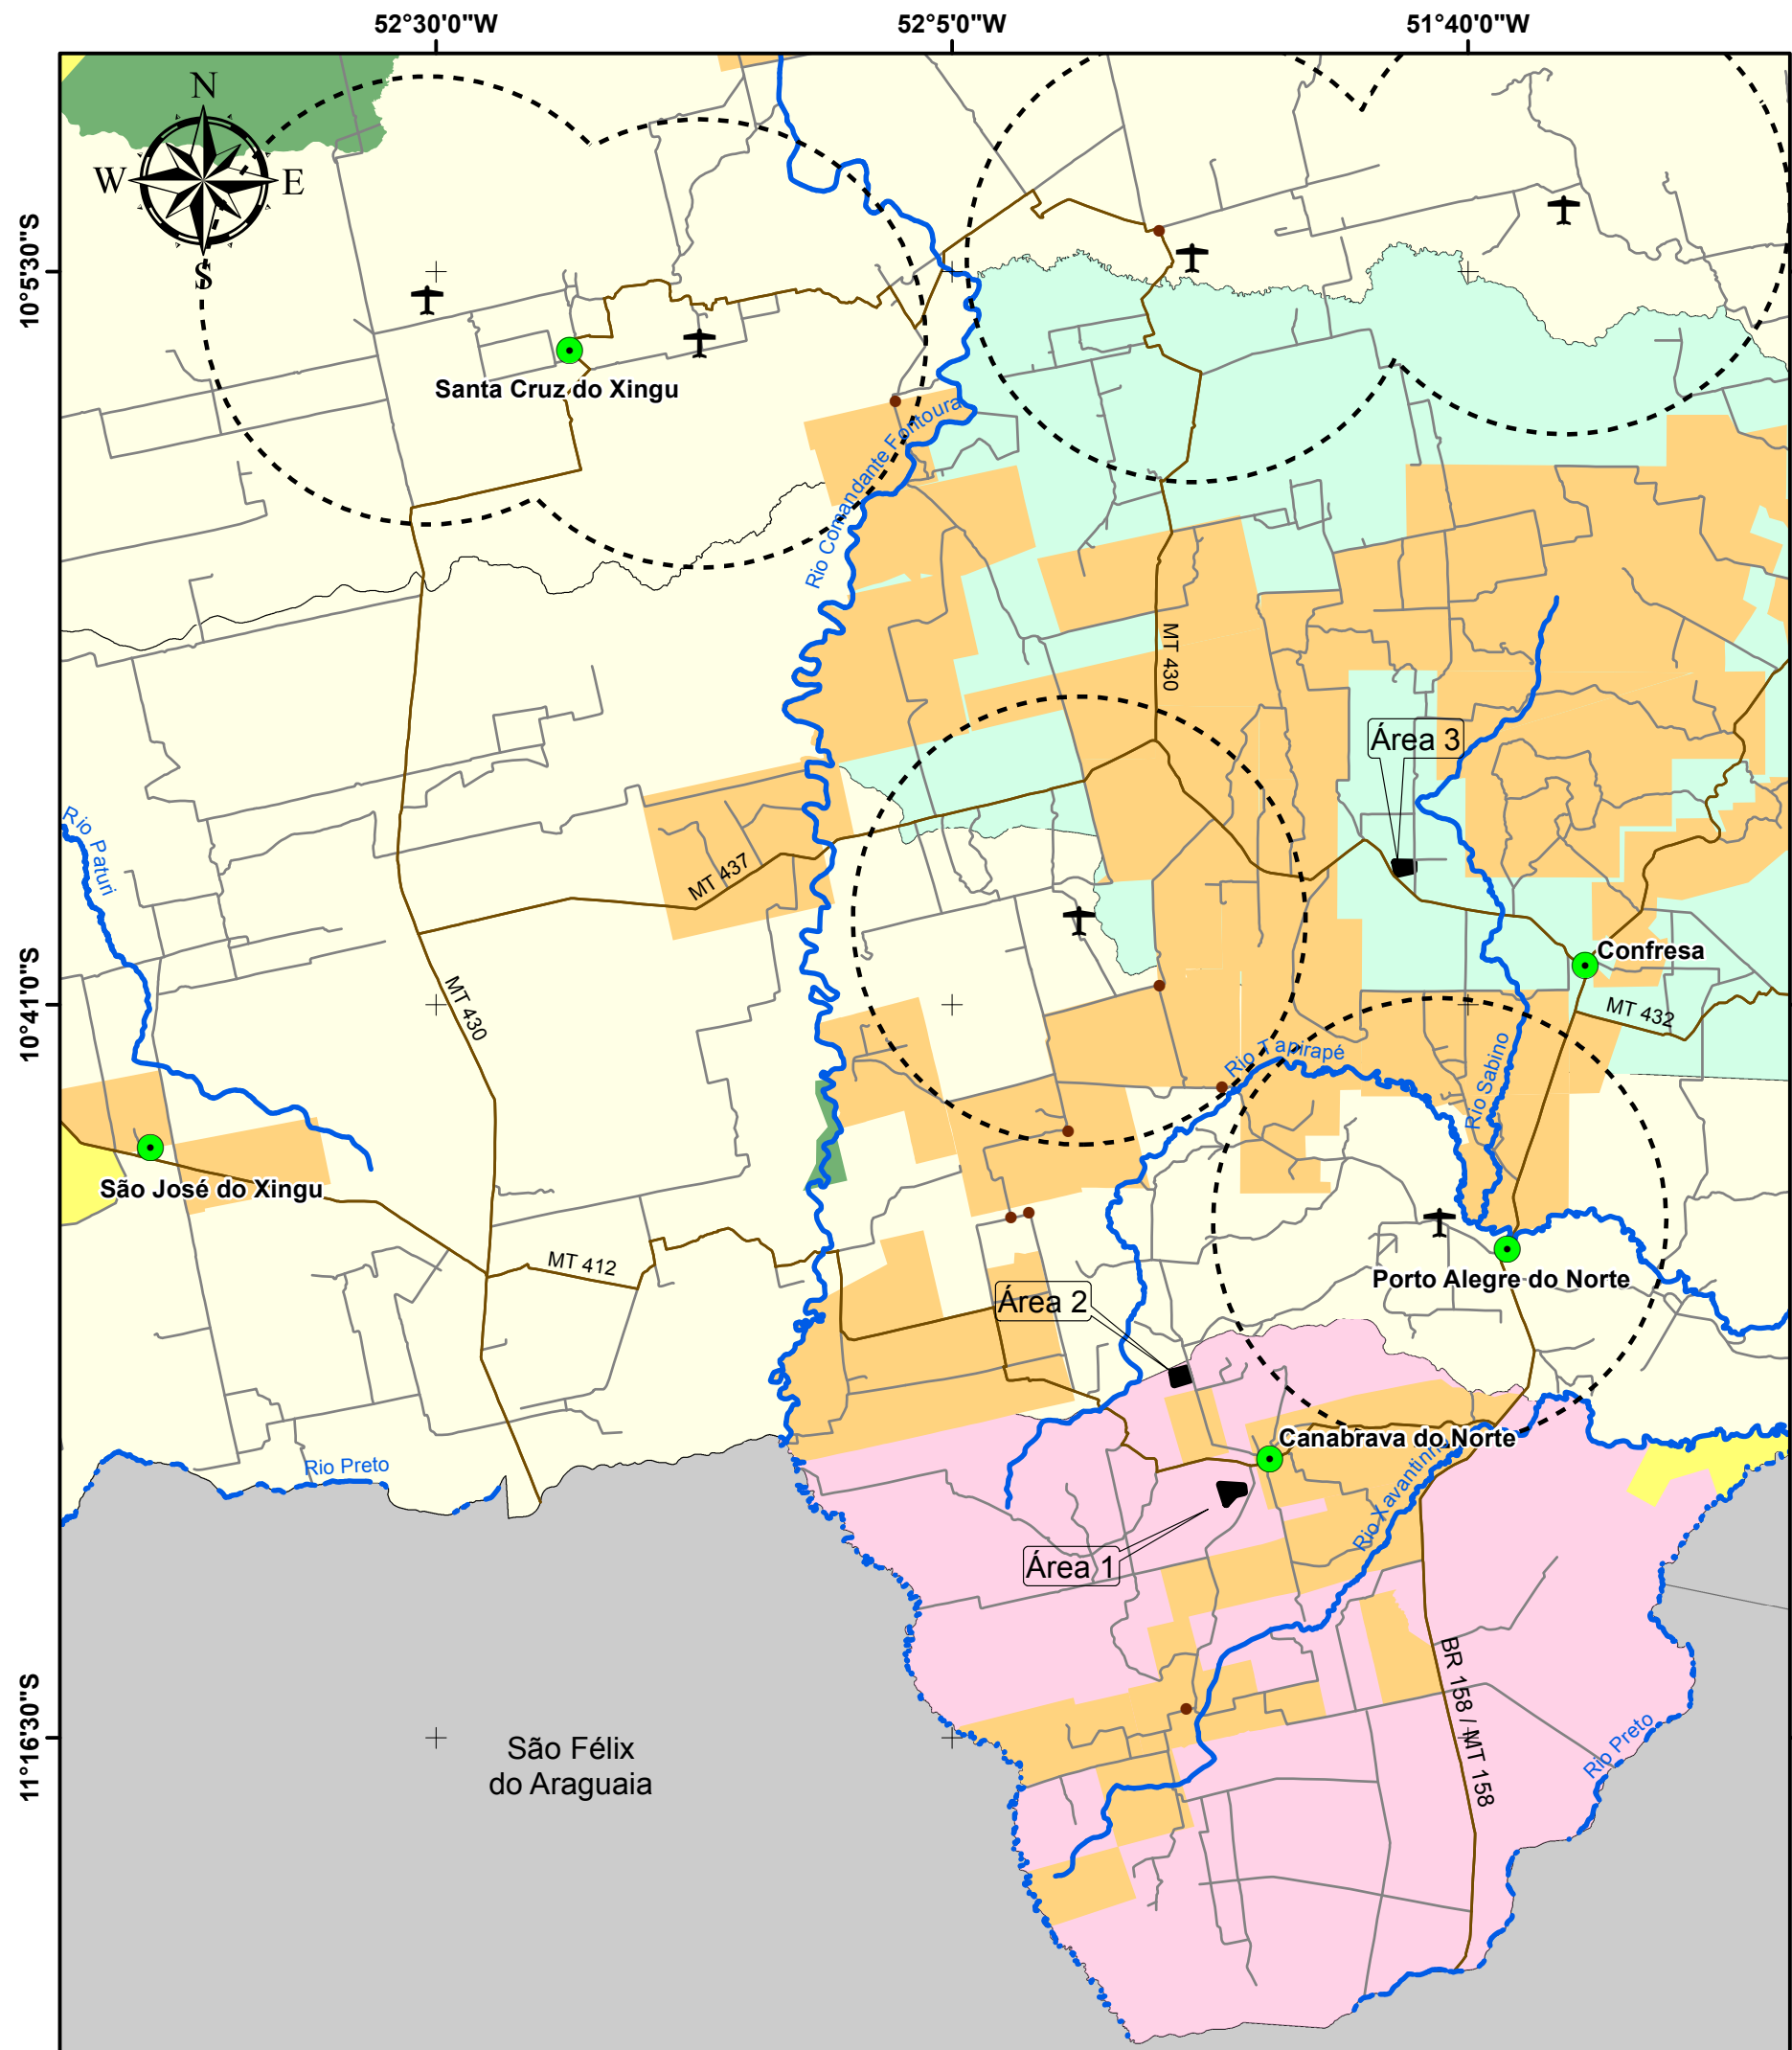 52°30'0"W
52°5'0"W
51°40'0"W
N
W
E
S
10°5'30"S
Santa Cruz do Xingu
Rio Comandante Fontoura
MT 430
Área 3
Rio Paturi
MT 437
Confresa
10°41'0"S
MT 430
MT 432
Rio Tapirapé
Rio Sabino
São José do Xingu
MT 412
Porto Alegre do Norte
Área 2
Canabrava do Norte
Rio Preto
Rio Xavantinh
Área 1
BR 158 / MT 158
11°16'30"S
São Félix
do Araguaia
Rio Preto